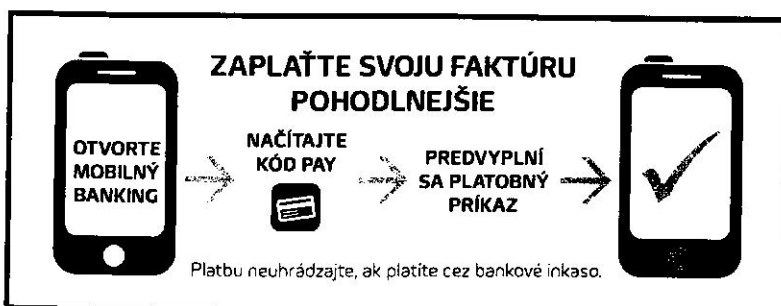 ZAPLAŤTE SVOJU FAKTÚRU
POHODLNEJŠIE
OTVORTE
MOBILNÝ
BANKING
NAČÍTAJTE
KÓD PAY
PREDVYPLNÍ
SA PLATOBNÝ
PRÍKAZ
Platbu neuhrádzajte, ak platíte cez bankové inkaso.